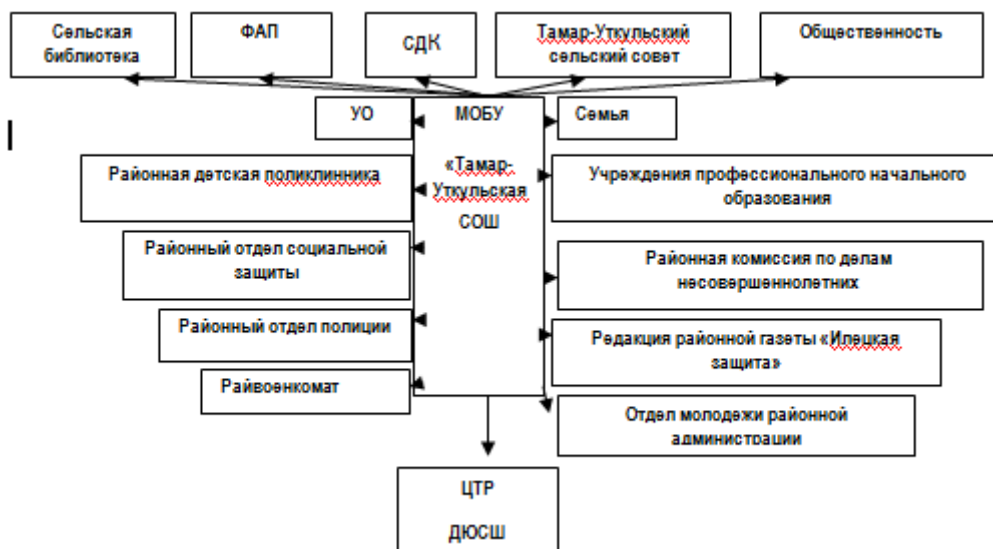 Сельская
библиотека
ФАП
СДК
Тамар-Уткульский
сельский совет
Общественность
УО
МОБУ
«Тамар-
Уткульская
СОШ
Семья
Районная детская поликлинника
Учреждения профессионального начального
образования
Районный отдел социальной
защиты
Районная комиссия по делам
несовершеннолетних
Районный отдел полиции
Редакция районной газеты «Илецкая
защита»
Райвоенкомат
Отдел молодежи районной
администрации
ЦТР
ДЮСШ